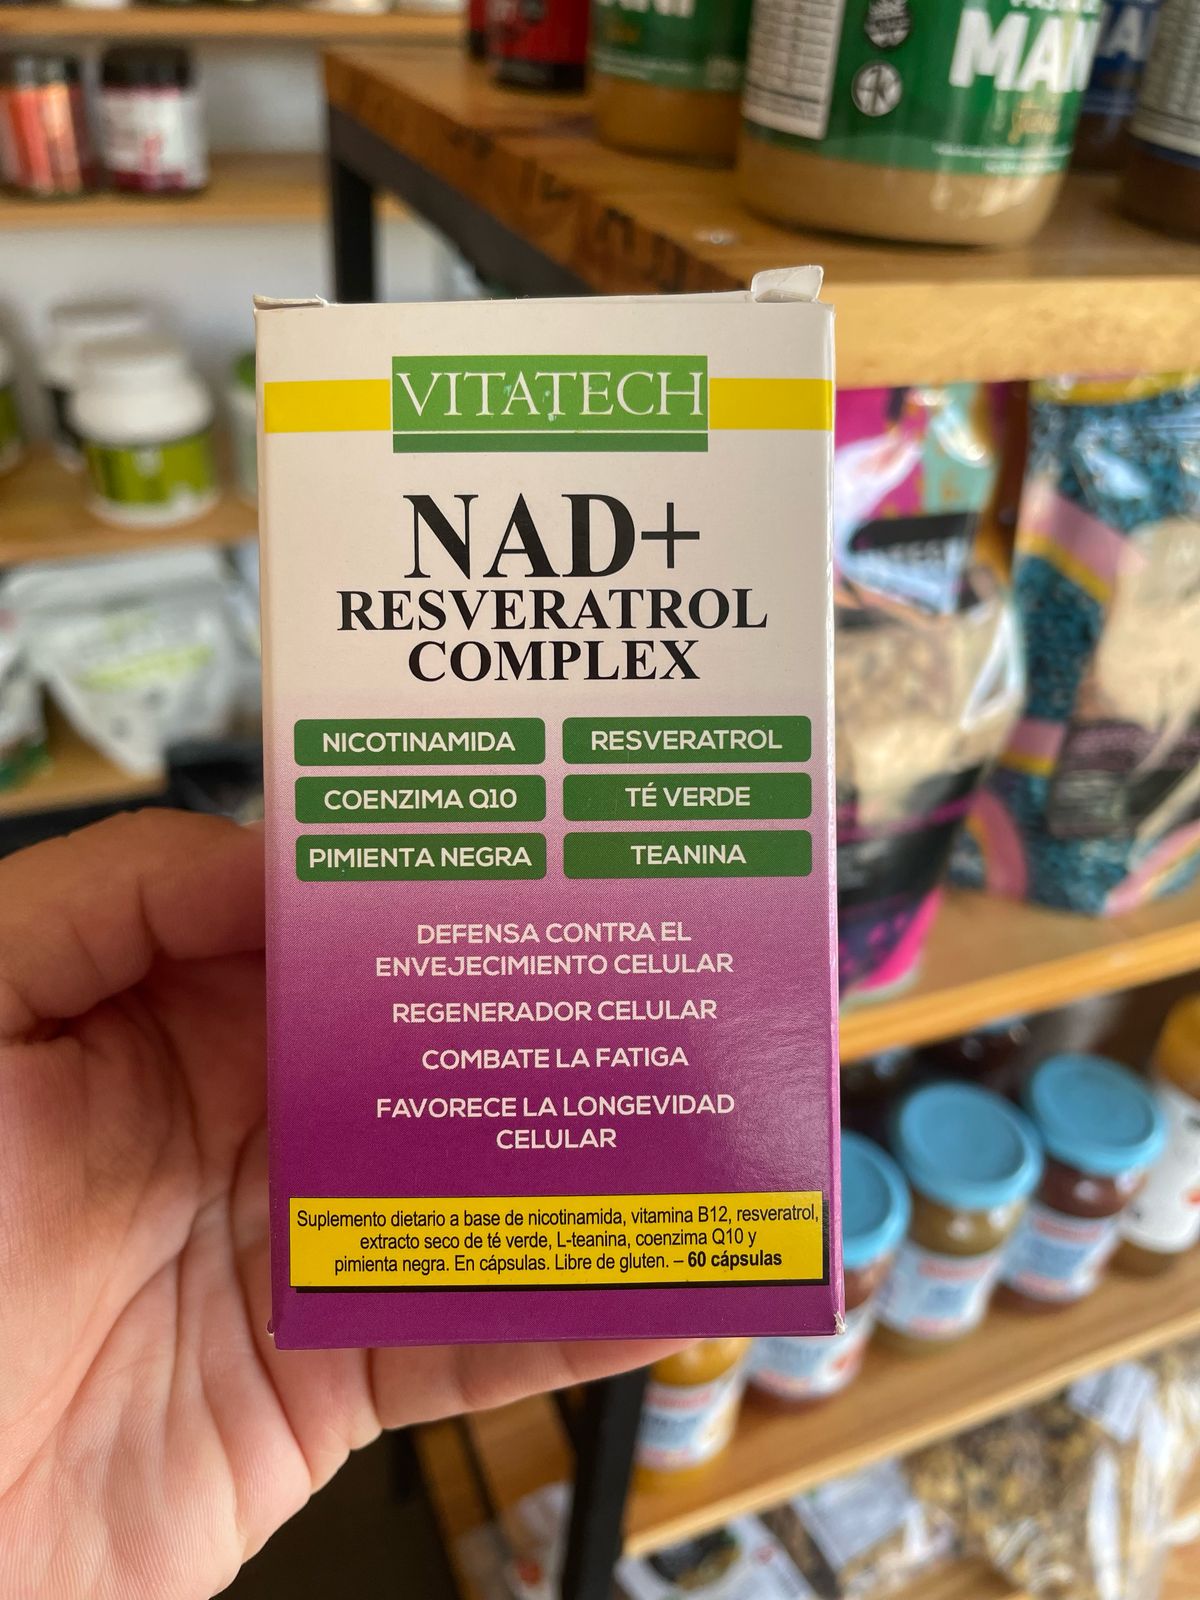 MANI
VITATECH
NAD+
RESVERATROL
COMPLEX
NICOTINAMIDA
RESVERATROL
COENZIMA Q10
TÉ VERDE
PIMIENTA NEGRA
TEANINA
DEFENSA CONTRA EL
ENVEJECIMIENTO CELULAR
REGENERADOR CELULAR
COMBATE LA FATIGA
FAVORECE LA LONGEVIDAD
CELULAR
Suplemento dietario a base de nicotinamida, vitamina B12, resveratrol,
extracto seco de té verde, L-teanina, coenzima Q10 y
pimienta negra. En cápsulas. Libre de gluten. – 60 cápsulas